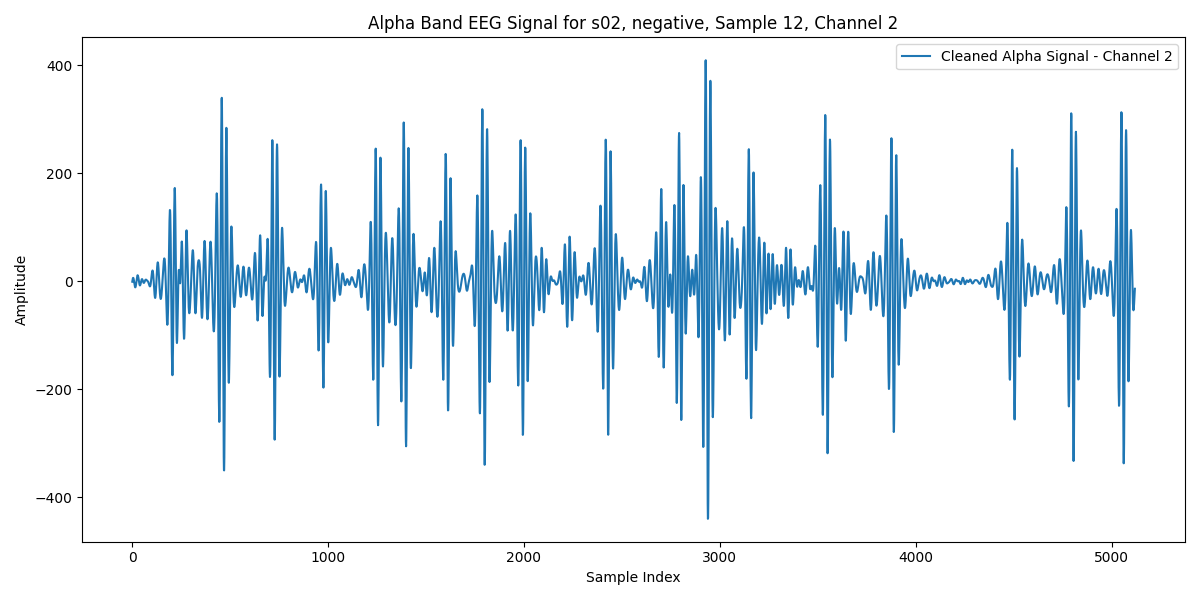 Alpha Band EEG Signal for s02, negative, Sample 12, Channel 2
Cleaned Alpha Signal - Channel 2
400
200
0
−200
−400
Amplitude
0 1000 2000 3000 4000 5000
Sample Index